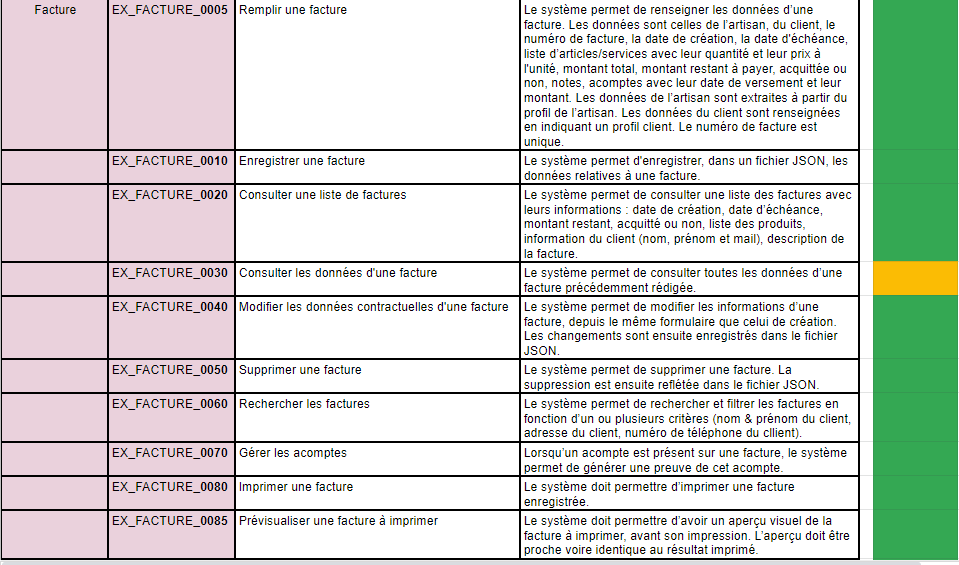 Facture EX_FACTURE_0005 Remplir une facture Le système permet de renseigner les données d'une
facture. Les données sont celles de l'artisan, du client, le
numéro de facture, la date de création, la date d'échéance,
liste d'articles/services avec leur quantité et leur prix à
l'unité, montant total, montant restant à payer, acquittée ou
non, notes, acomptes avec leur date de versement et leur
montant. Les données de l'artisan sont extraites à partir du
profil de l'artisan. Les données du client sont renseignées
en indiquant un profil client. Le numéro de facture est
unique.
EX_FACTURE_0010 Enregistrer une facture Le système permet d'enregistrer, dans un fichier JSON, les
données relatives à une facture.
EX_FACTURE_0020 Consulter une liste de factures Le système permet de consulter une liste des factures avec
leurs informations : date de création, date d'échéance,
montant restant, acquitté ou non, liste des produits,
information du client (nom, prénom et mail), description de
la facture.
EX_FACTURE_0030 Consulter les données d'une facture Le système permet de consulter toutes les données d'une
facture précédemment rédigée.
EX_FACTURE_0040 Modifier les données contractuelles d'une facture Le système permet de modifier les informations d'une
facture, depuis le même formulaire que celui de création.
Les changements sont ensuite enregistrés dans le fichier
JSON.
EX_FACTURE_0050 Supprimer une facture Le système permet de supprimer une facture. La
suppression est ensuite reflétée dans le fichier JSON.
EX_FACTURE_0060 Rechercher les factures Le système permet de rechercher et filtrer les factures en
fonction d'un ou plusieurs critères (nom & prénom du client,
adresse du client, numéro de téléphone du cllient).
EX_FACTURE_0070 Gérer les acomptes Lorsqu'un acompte est présent sur une facture, le système
permet de générer une preuve de cet acompte.
EX_FACTURE_0080 Imprimer une facture Le système doit permettre d'imprimer une facture
enregistrée.
EX_FACTURE_0085 Prévisualiser une facture à imprimer Le système doit permettre d'avoir un aperçu visuel de la
facture à imprimer, avant son impression. L'aperçu doit être
proche voire identique au résultat imprimé.